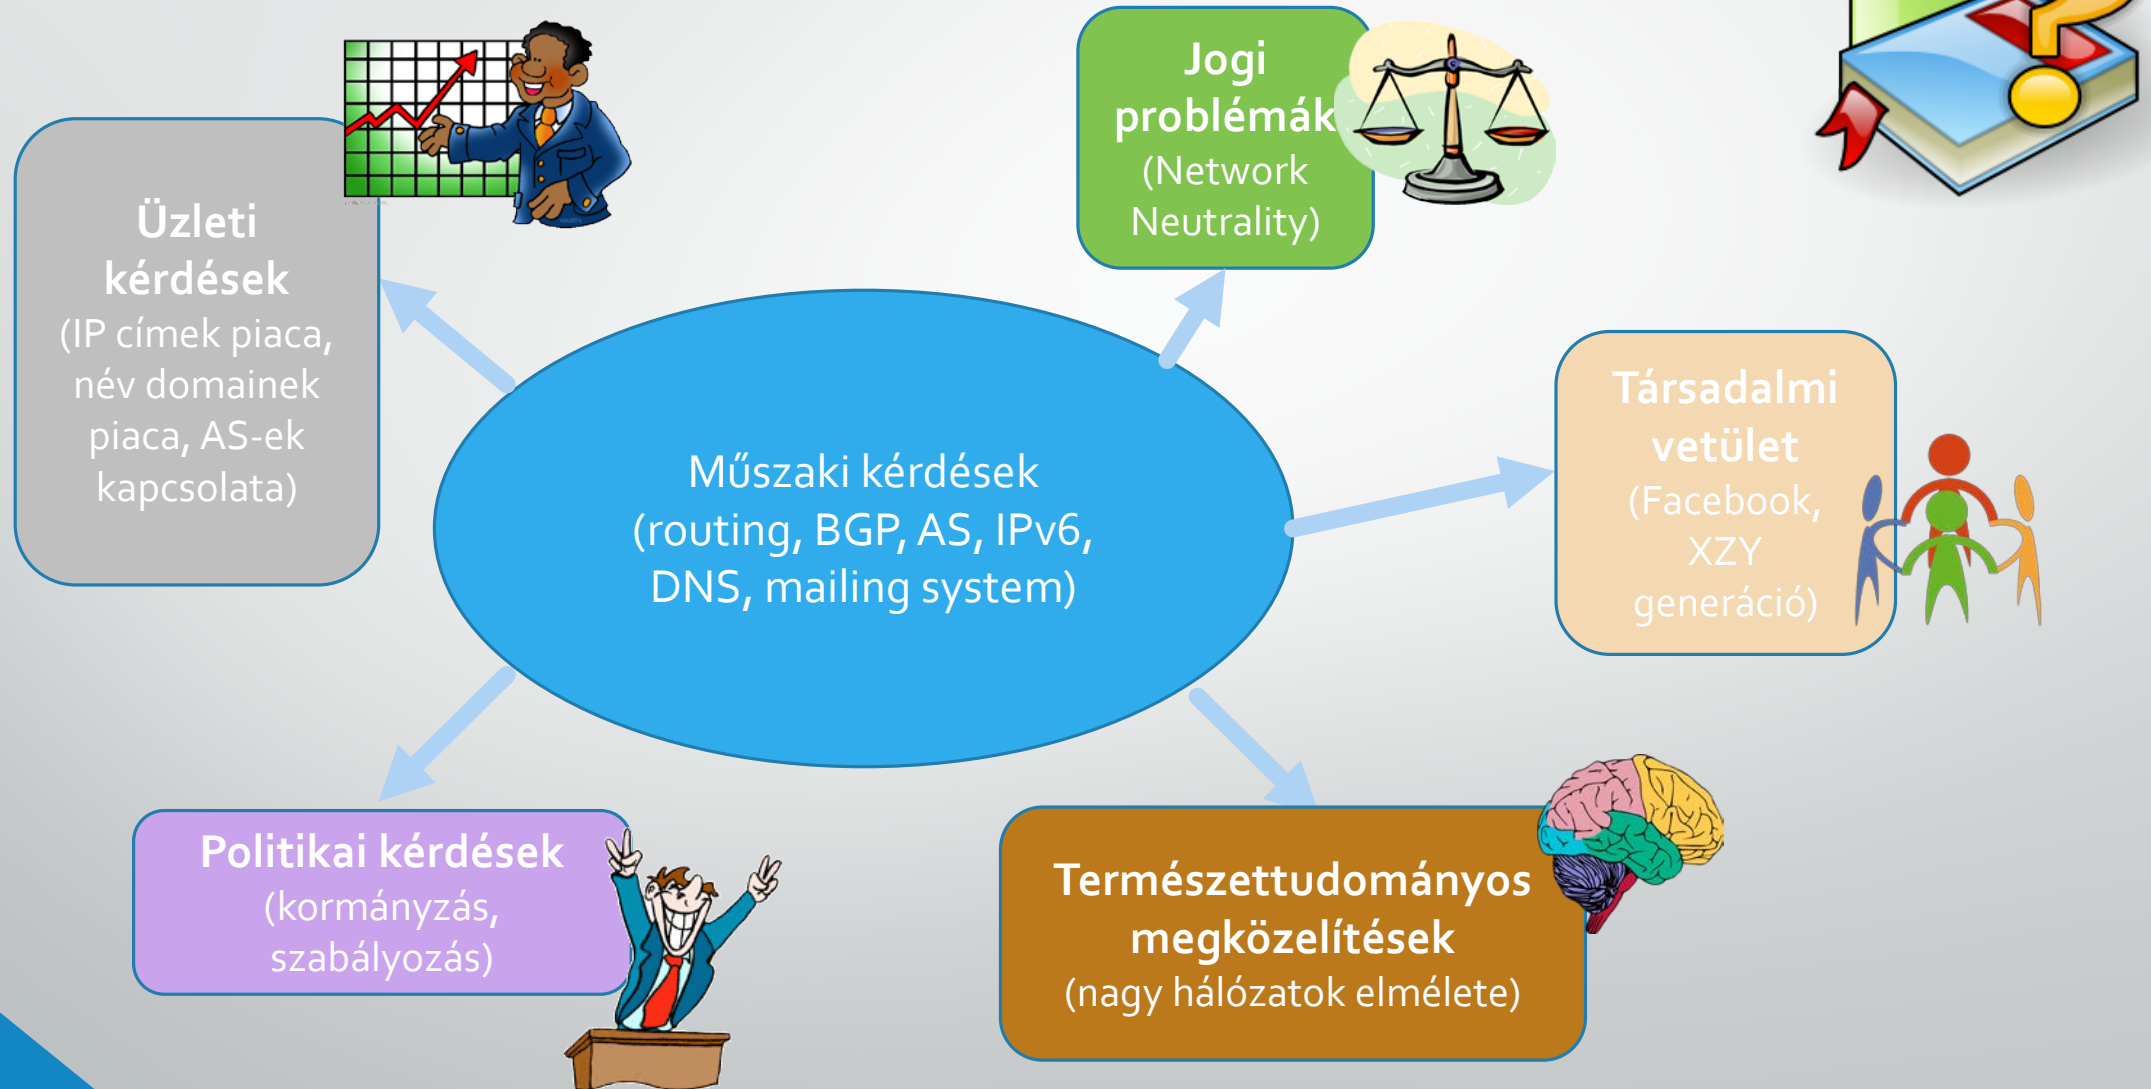 Üzleti
kérdések
(IP címek piaca,
név domainek
piaca, AS-ek
kapcsolata)
Jogi
problémák
(Network
Neutrality)
Társadalmi
vetület
(Facebook,
XZY
generáció)
Műszaki kérdések
(routing, BGP, AS, IPv6,
DNS, mailing system)
Politikai kérdések
(kormányzás,
szabályozás)
Természettudományos
megközelítések
(nagy hálózatok elmélete)